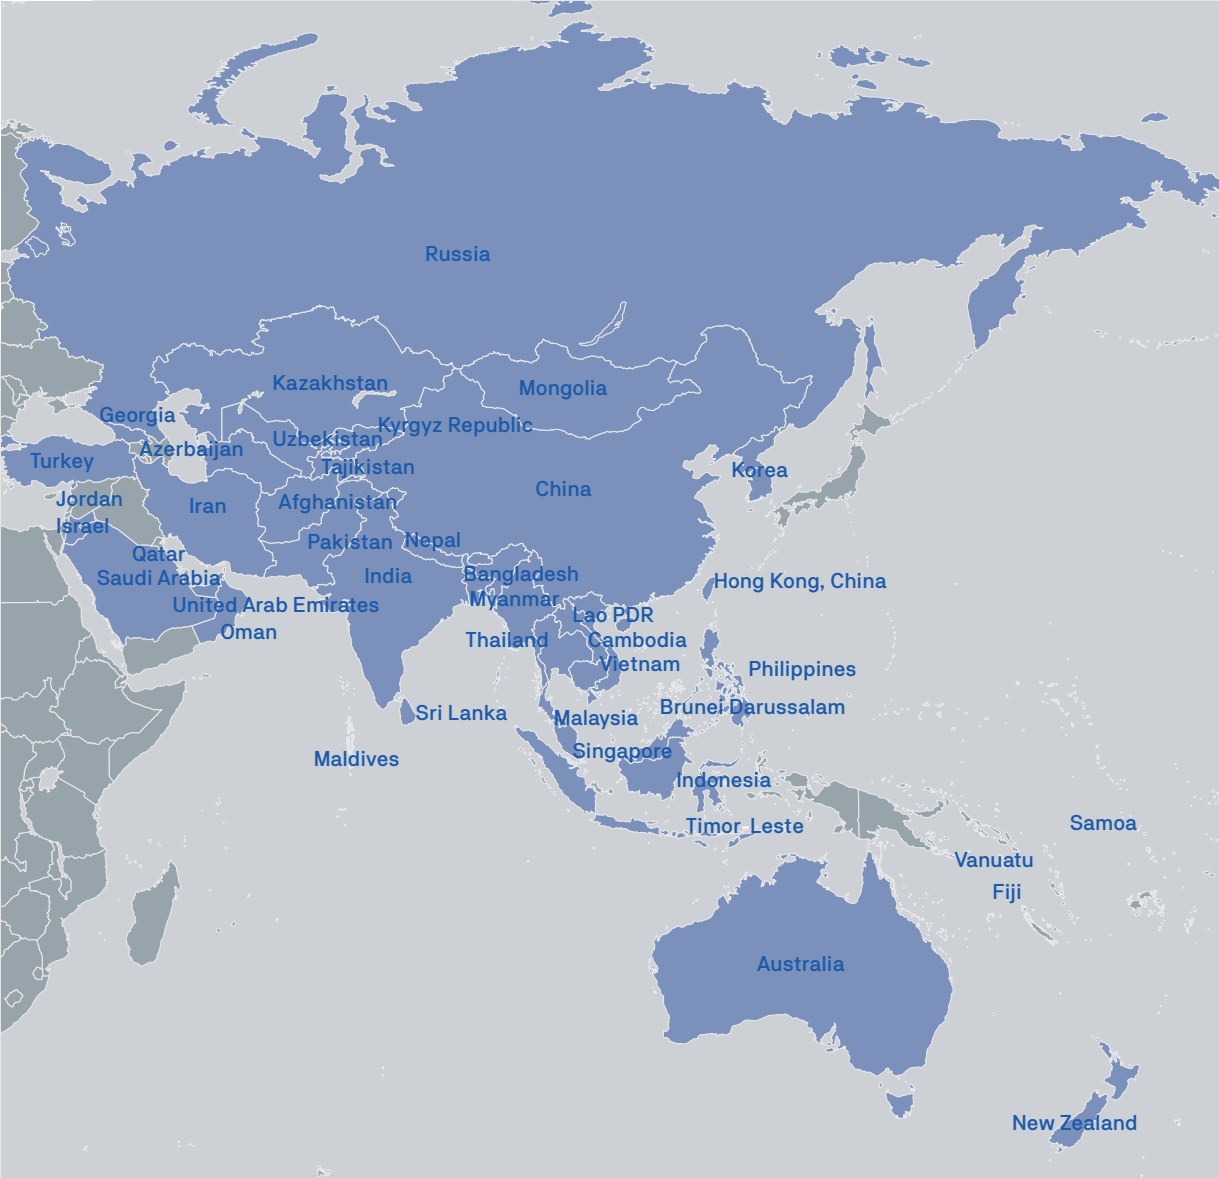 Russia
Kazakhstan
Mongolia
Georgia
Kyrgyz Republic
Uzbekistan
Azerbaijan
Turkey
Tajikistan
Korea
China
Jordan
Iran
Afghanistan
Israel
Pakistan
Nepal
Qatar
Saudi Arabia
India
Bangladesh
Hong Kong, China
Myanmar
United Arab Emirates
Lao PDR
Oman
Thailand
Cambodia
Vietnam
Philippines
Brunei Darussalam
Sri Lanka
Malaysia
Singapore
Maldives
Indonesia
Timor Leste
Samoa
Vanuatu
Fiji
Australia
New Zealand